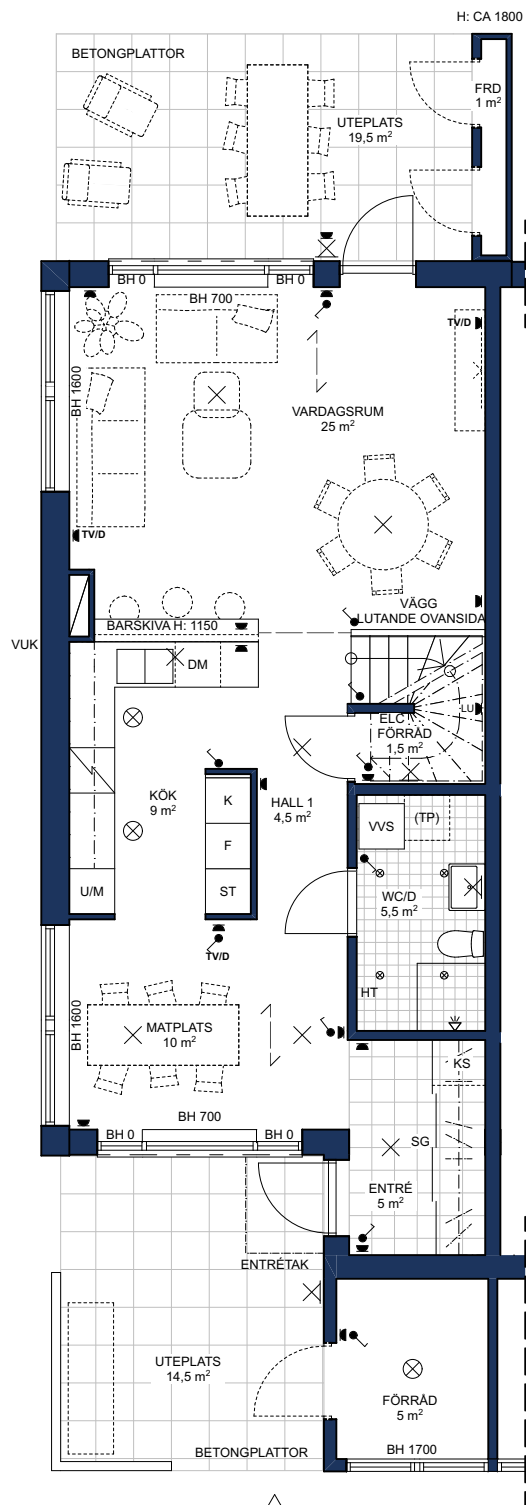 H: CA 1800
BETONGPLATTOR
FRD
1 m²
UTEPLATS
19,5 m²
BH 0
BH 0
BH 700
TV/D
BH 1600
VARDAGSRUM
25 m²
TV/D
VÄGG
LUTANDE OVANSIDA
BARSKIVA H: 1150
VUK
DM
ELC
LU
FÖRRÅD
1,5 m²
KÖK
9 m²
K
HALL 1
4,5 m²
VVS
(TP)
F
U/M
ST
WC/D
5,5 m²
TV/D
HT
BH 1600
MATPLATS
10 m²
KS
BH 700
BH 0
BH 0
SG
ENTRÉ
5 m²
ENTRÉTAK
UTEPLATS
14,5 m²
FÖRRÅD
5 m²
BETONGPLATTOR
BH 1700